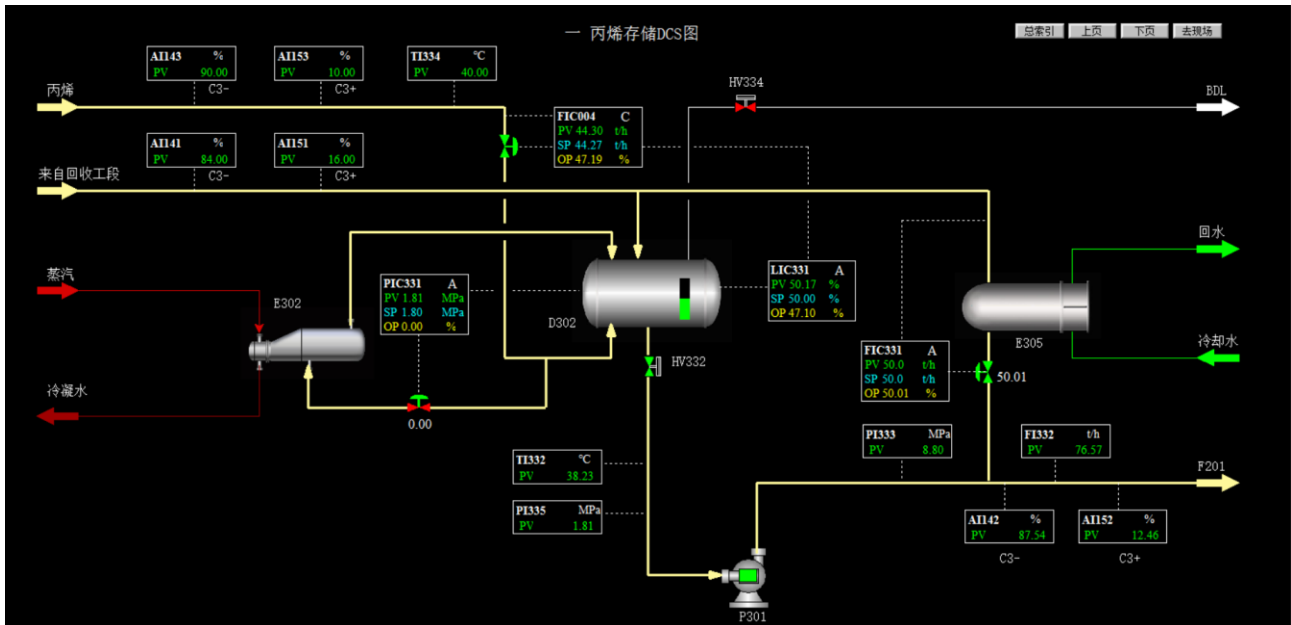 一 丙烯存储DCS图
总索引 上页 下页 去现场
AI143 %
PV 90.00
C3-
AI153 %
PV 10.00
C3+
TI334 ℃
PV 40.00
丙烯
HV334
BDL
FIC004 C
PV 44.30 t/h
SP 44.27 t/h
OP 47.19 %
AI141 %
PV 84.00
C3-
AI151 %
PV 16.00
C3+
来自回收工段
回水
蒸汽
E302
PIC331 A
PV 1.81 MPa
SP 1.80 MPa
OP 0.00 %
D302
LIC331 A
PV 50.17 %
SP 50.00 %
OP 47.10 %
E305
冷却水
HV332
FIC331 A
PV 50.0 t/h
SP 50.0 t/h
OP 50.01 %
50.01
冷凝水
0.00
PI333 MPa
PV 8.80
FI332 t/h
PV 76.57
TI332 ℃
PV 38.23
F201
PI335 MPa
PV 1.81
AI142 %
PV 87.54
C3-
AI152 %
PV 12.46
C3+
P301